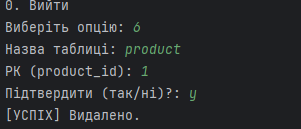 0. Вийти
Виберіть опцію: 6
Назва таблиці: product
PK (product_id): 1
Підтвердити (так/ні)?: y
[УСПІХ] Видалено.